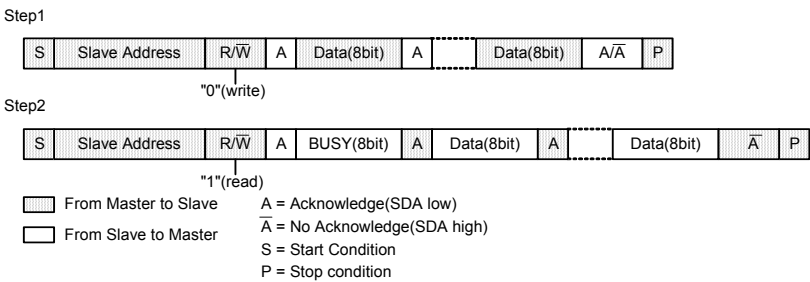 Step1
S Slave Address R/W̅ A Data(8bit) A Data(8bit) A/A̅ P
"0"(write)
Step2
S Slave Address R/W̅ A BUSY(8bit) A Data(8bit) A Data(8bit) A̅ P
"1"(read)
From Master to Slave A = Acknowledge(SDA low)
A̅ = No Acknowledge(SDA high)
From Slave to Master
S = Start Condition
P = Stop condition